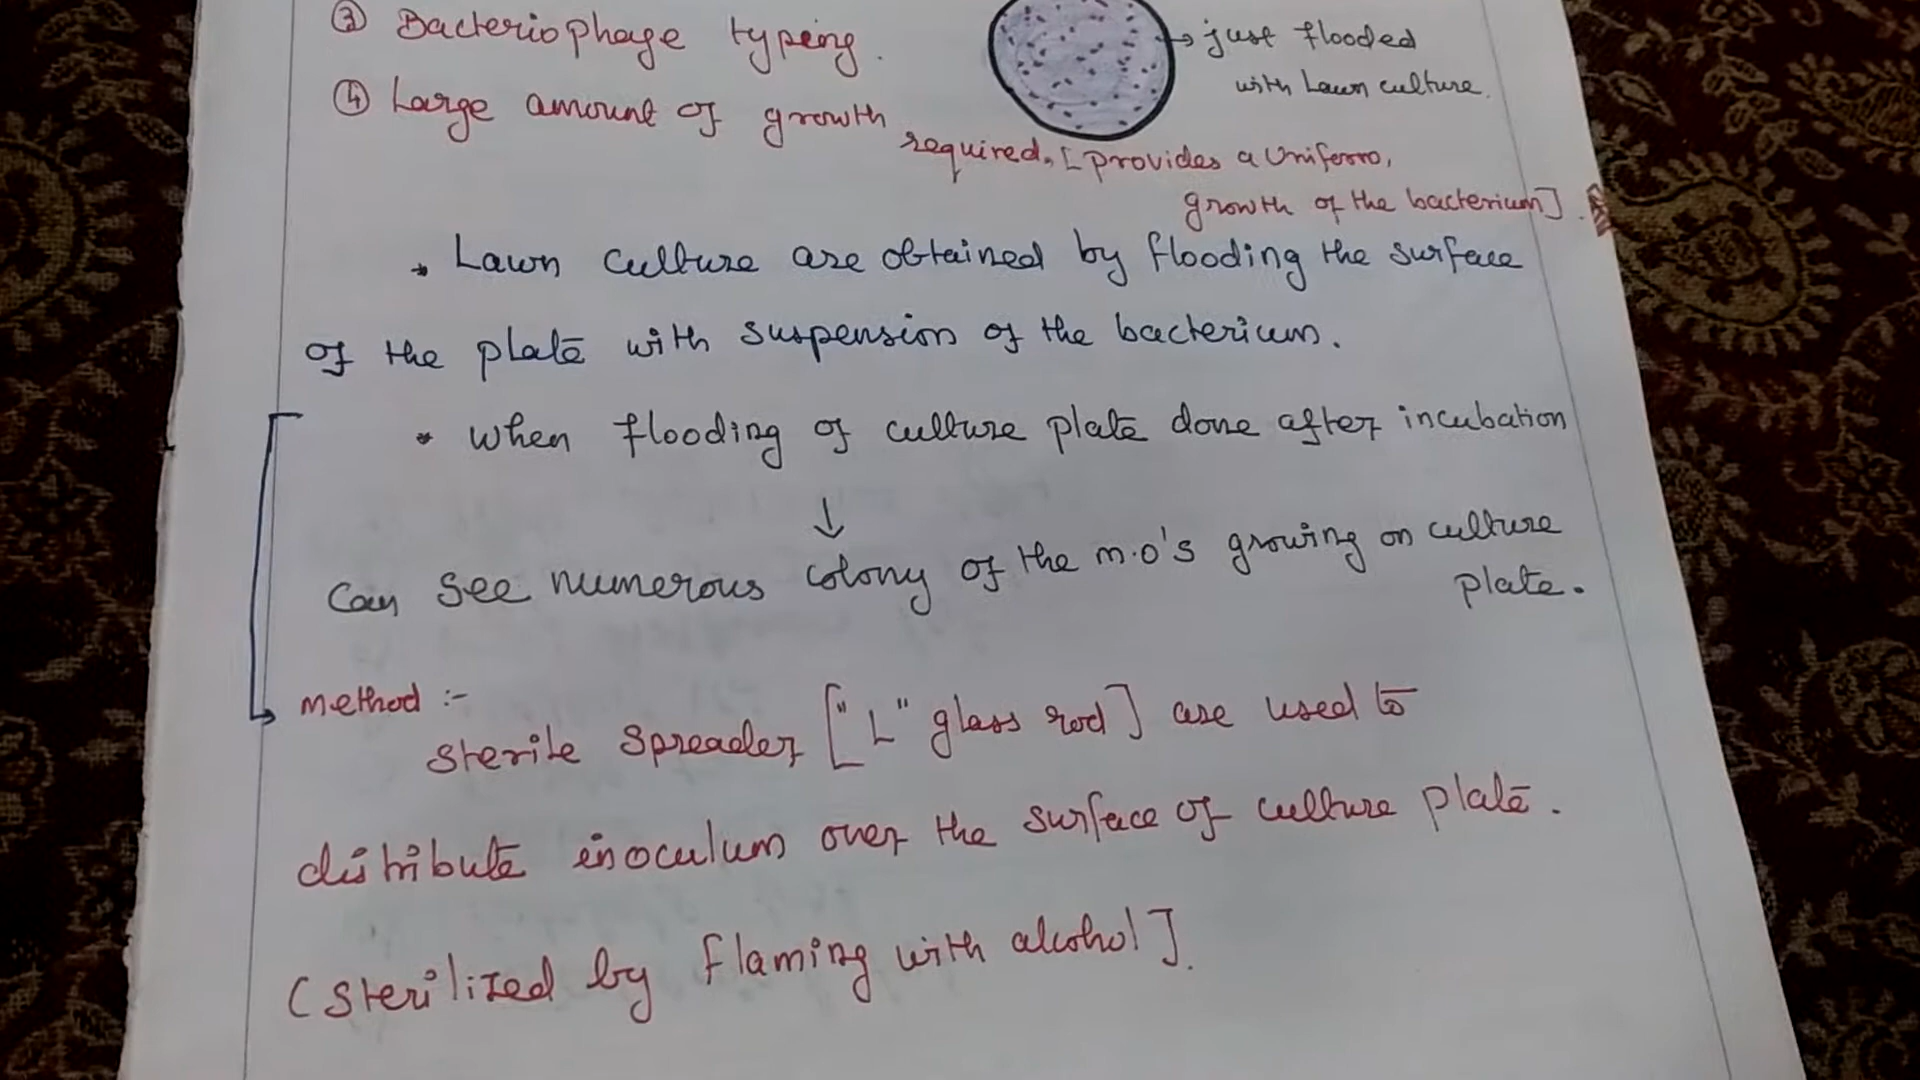 ③ Bacteriophage typing.
just flooded
with Lawn culture.
④ Large amount of growth
required. [provides a Uniform,
growth of the bacterium].
* Lawn culture are obtained by flooding the surface
of the plate with suspension of the bacterium.
* When flooding of culture plate done after incubation
↓
Can see numerous colony of the m.o's growing on culture
plate.
method :-
Sterile Spreader ["L" glass rod] are used to
distribute inoculum over the surface of culture plate.
(Sterilized by flaming with alcohol].